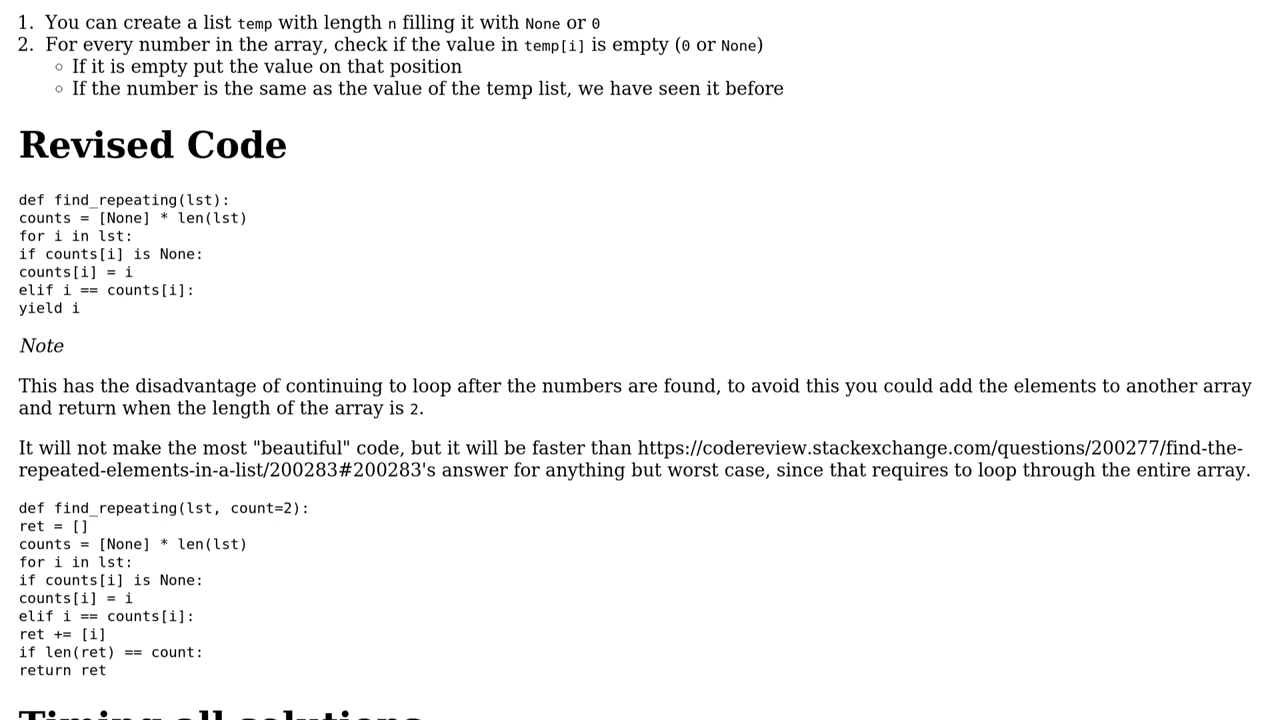 1. You can create a list temp with length n filling it with None or 0
2. For every number in the array, check if the value in temp[i] is empty (0 or None)
◦ If it is empty put the value on that position
◦ If the number is the same as the value of the temp list, we have seen it before
Revised Code
def find_repeating(lst):
counts = [None] * len(lst)
for i in lst:
if counts[i] is None:
counts[i] = i
elif i == counts[i]:
yield i
Note
This has the disadvantage of continuing to loop after the numbers are found, to avoid this you could add the elements to another array
and return when the length of the array is 2.
It will not make the most "beautiful" code, but it will be faster than https://codereview.stackexchange.com/questions/200277/find-the-
repeated-elements-in-a-list/200283#200283's answer for anything but worst case, since that requires to loop through the entire array.
def find_repeating(lst, count=2):
ret = []
counts = [None] * len(lst)
for i in lst:
if counts[i] is None:
counts[i] = i
elif i == counts[i]:
ret += [i]
if len(ret) == count:
return ret
Timing all solutions